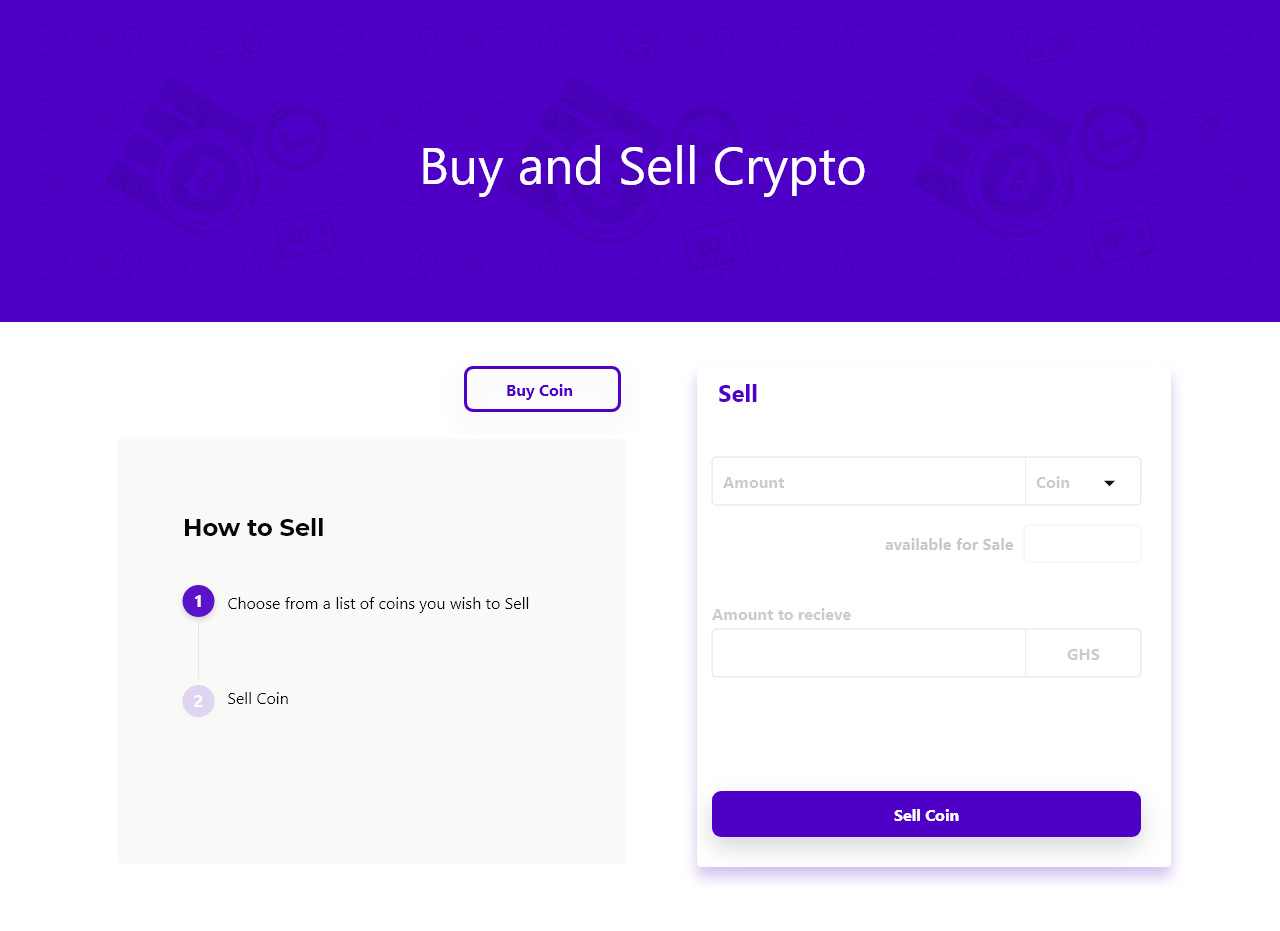 Buy and Sell Crypto
Buy Coin
How to Sell
1
Choose from a list of coins you wish to Sell
2
Sell Coin
Sell
Amount
Coin
available for Sale
Amount to recieve
GHS
Sell Coin